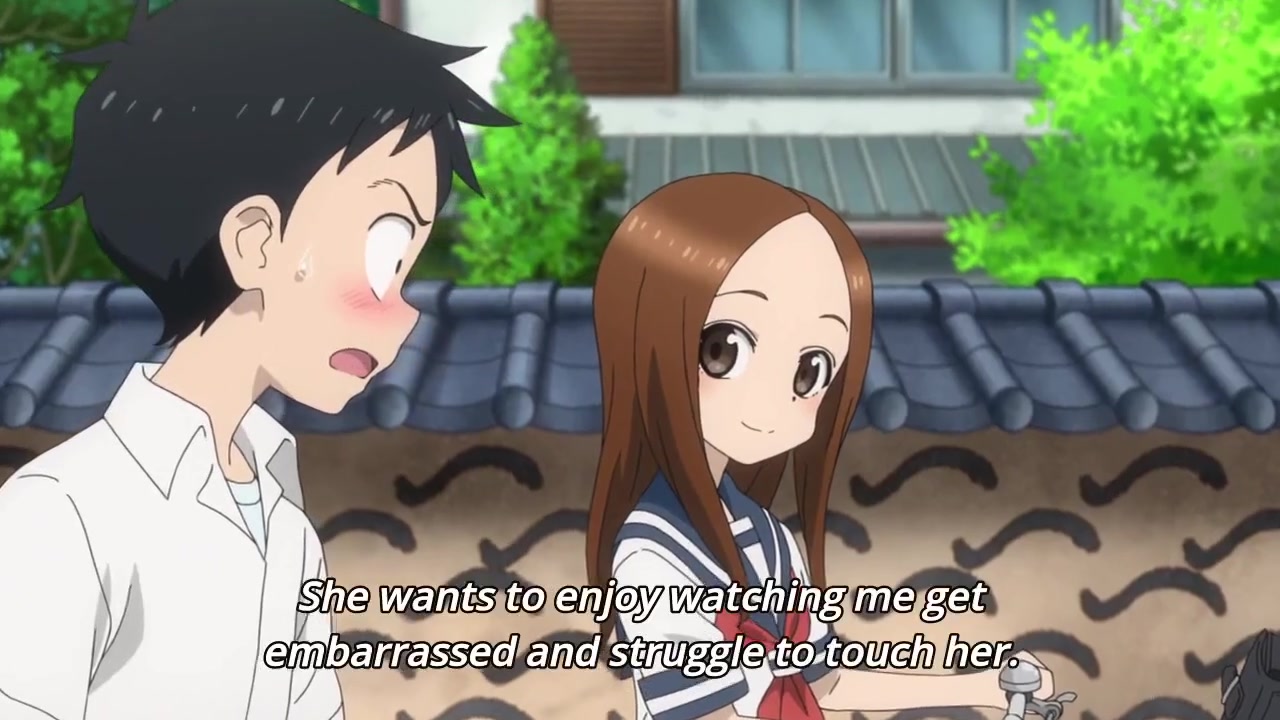 She wants to enjoy watching me get
embarrassed and struggle to touch her.